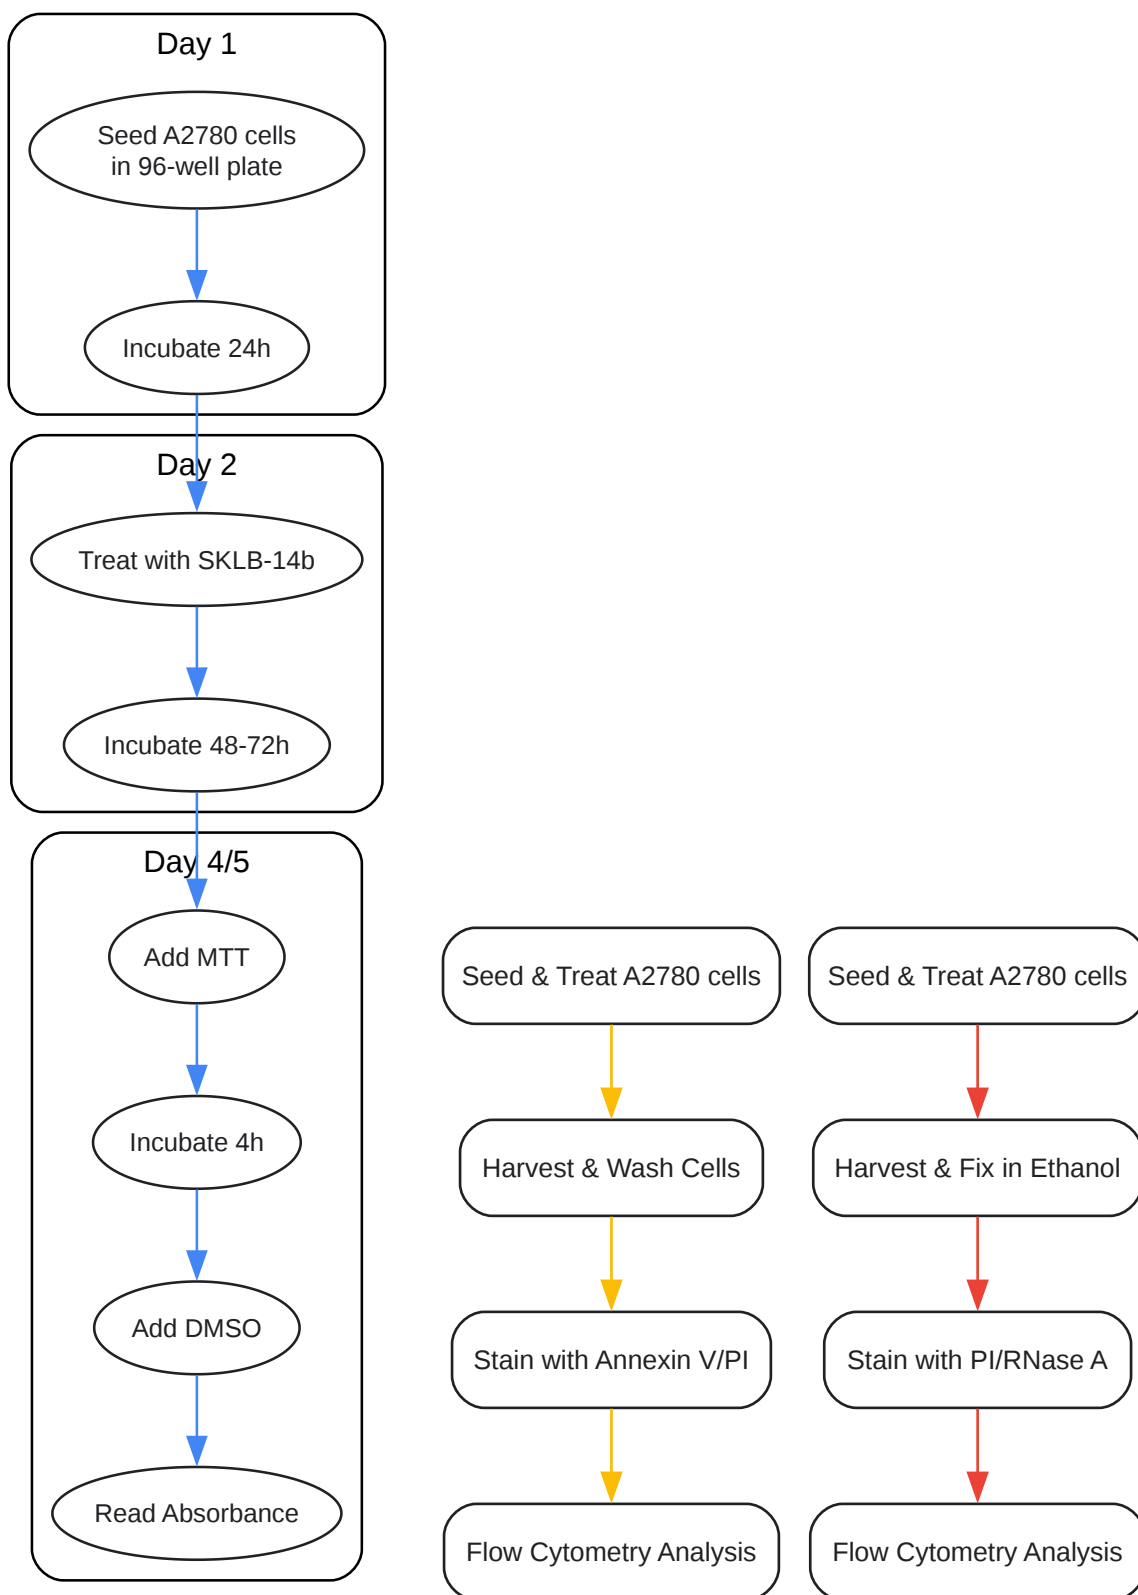 Day 1
Seed A2780 cells
in 96-well plate
Incubate 24h
Day 2
Treat with SKLB-14b
Incubate 48-72h
Day 4/5
Add MTT
Incubate 4h
Add DMSO
Read Absorbance
Seed & Treat A2780 cells
Harvest & Wash Cells
Stain with Annexin V/PI
Flow Cytometry Analysis
Seed & Treat A2780 cells
Harvest & Fix in Ethanol
Stain with PI/RNase A
Flow Cytometry Analysis